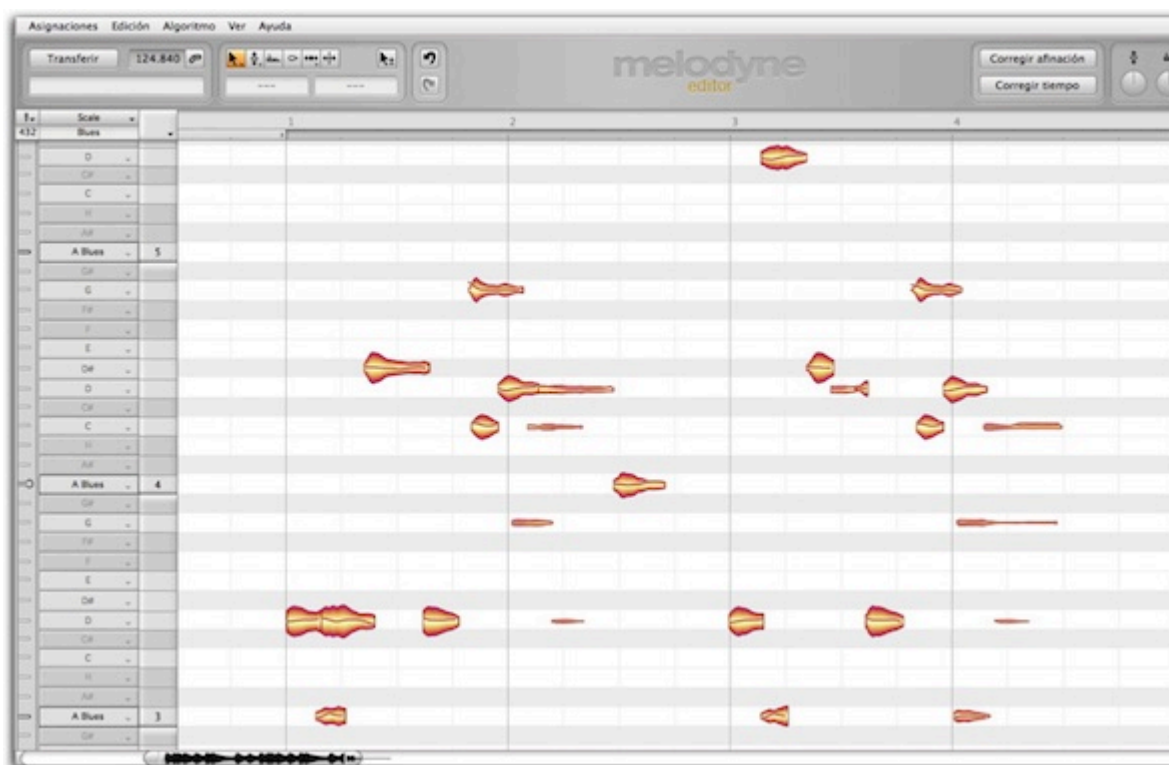 Asignaciones Edición Algoritmo Ver Ayuda
Transferir 124.840
melodyne
editor
Corregir afinación
Corregir tiempo
--- ---
Scale
432 Blues
1 2 3 4
D
C#
C
H
A#
A Blues 5
G#
G
F#
F
E
D#
D
C#
C
H
A#
A Blues 4
G#
G
F#
F
E
D#
D
C#
C
H
A#
A Blues 3
G#